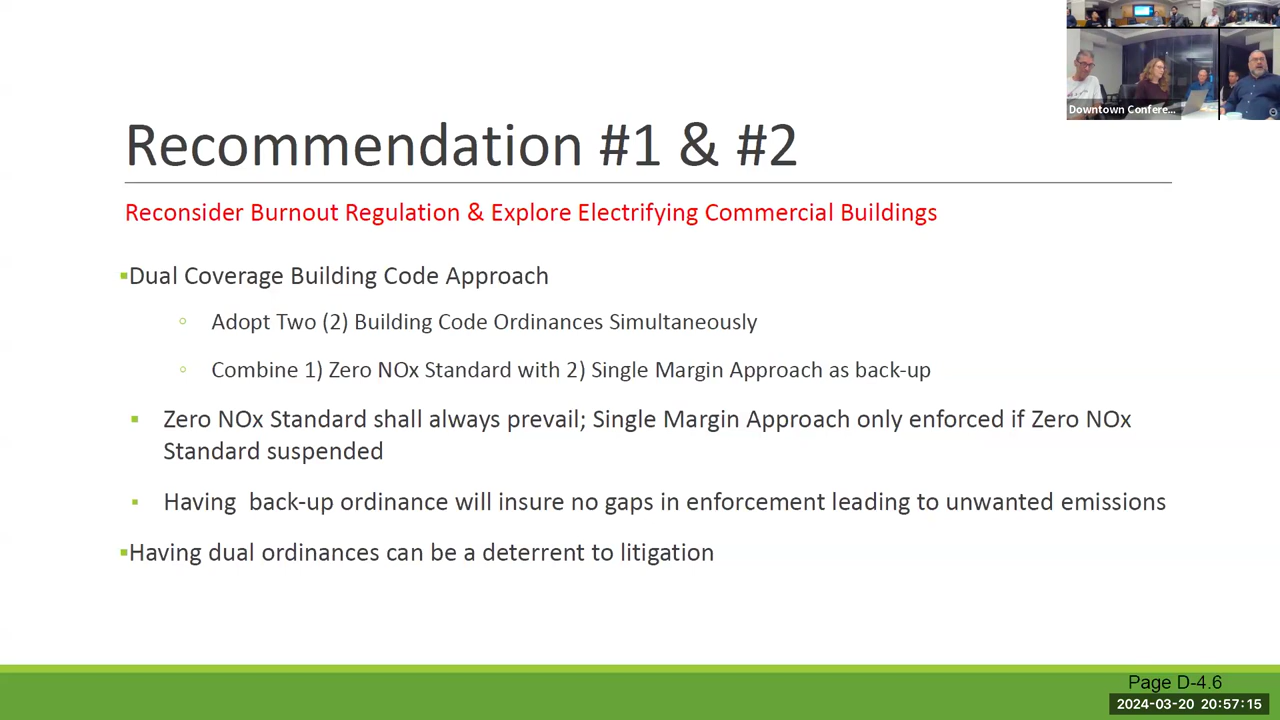 Downtown Confere...
Recommendation #1 & #2
Reconsider Burnout Regulation & Explore Electrifying Commercial Buildings
▪Dual Coverage Building Code Approach
◦ Adopt Two (2) Building Code Ordinances Simultaneously
◦ Combine 1) Zero NOx Standard with 2) Single Margin Approach as back-up
▪ Zero NOx Standard shall always prevail; Single Margin Approach only enforced if Zero NOx
Standard suspended
▪ Having back-up ordinance will insure no gaps in enforcement leading to unwanted emissions
▪Having dual ordinances can be a deterrent to litigation
Page D-4.6
2024-03-20 20:57:15